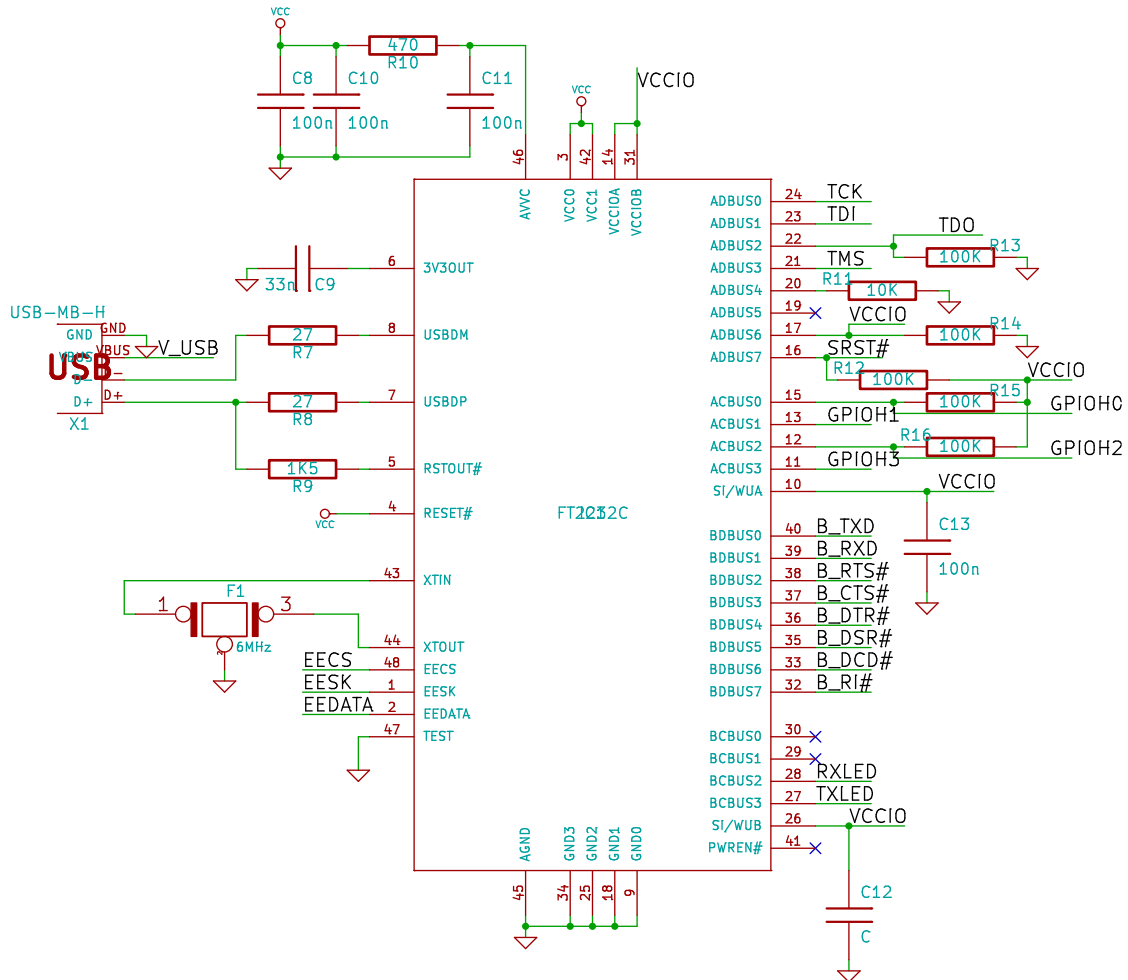 VCC
470
R10
C8
C10
C11
100n
100n
100n
VCC
VCCIO
46
3
42
14
31
AVVC
VCC0
VCC1
VCCIOA
VCCIOB
ADBUS0
24
TCK
ADBUS1
23
TDI
ADBUS2
22
TDO
R13
100K
ADBUS3
21
TMS
ADBUS4
20
R11
10K
ADBUS5
19
ADBUS6
17
VCCIO
R14
100K
ADBUS7
16
SRST#
R12
100K
VCCIO
ACBUS0
15
R15
100K
GPIOH0
ACBUS1
13
GPIOH1
ACBUS2
12
R16
100K
GPIOH2
ACBUS3
11
GPIOH3
SI/WUA
10
VCCIO
C13
100n
BDBUS0
40
B_TXD
BDBUS1
39
B_RXD
BDBUS2
38
B_RTS#
BDBUS3
37
B_CTS#
BDBUS4
36
B_DTR#
BDBUS5
35
B_DSR#
BDBUS6
33
B_DCD#
BDBUS7
32
B_RI#
BCBUS0
30
BCBUS1
29
BCBUS2
28
RXLED
BCBUS3
27
TXLED
SI/WUB
26
VCCIO
PWREN#
41
C12
C
33n
C9
6
3V3OUT
USB-MB-H
GND
GND
VBUS
VBUS
V_USB
USB
D-
-
D+
D+
X1
27
R7
8
USBDM
27
R8
7
USBDP
1K5
R9
5
RSTOUT#
VCC
4
RESET#
43
XTIN
F1
1
3
2
6MHz
44
XTOUT
EECS
48
EECS
EESK
1
EESK
EEDATA
2
EEDATA
47
TEST
AGND
GND3
GND2
GND1
GND0
45
34
25
18
9